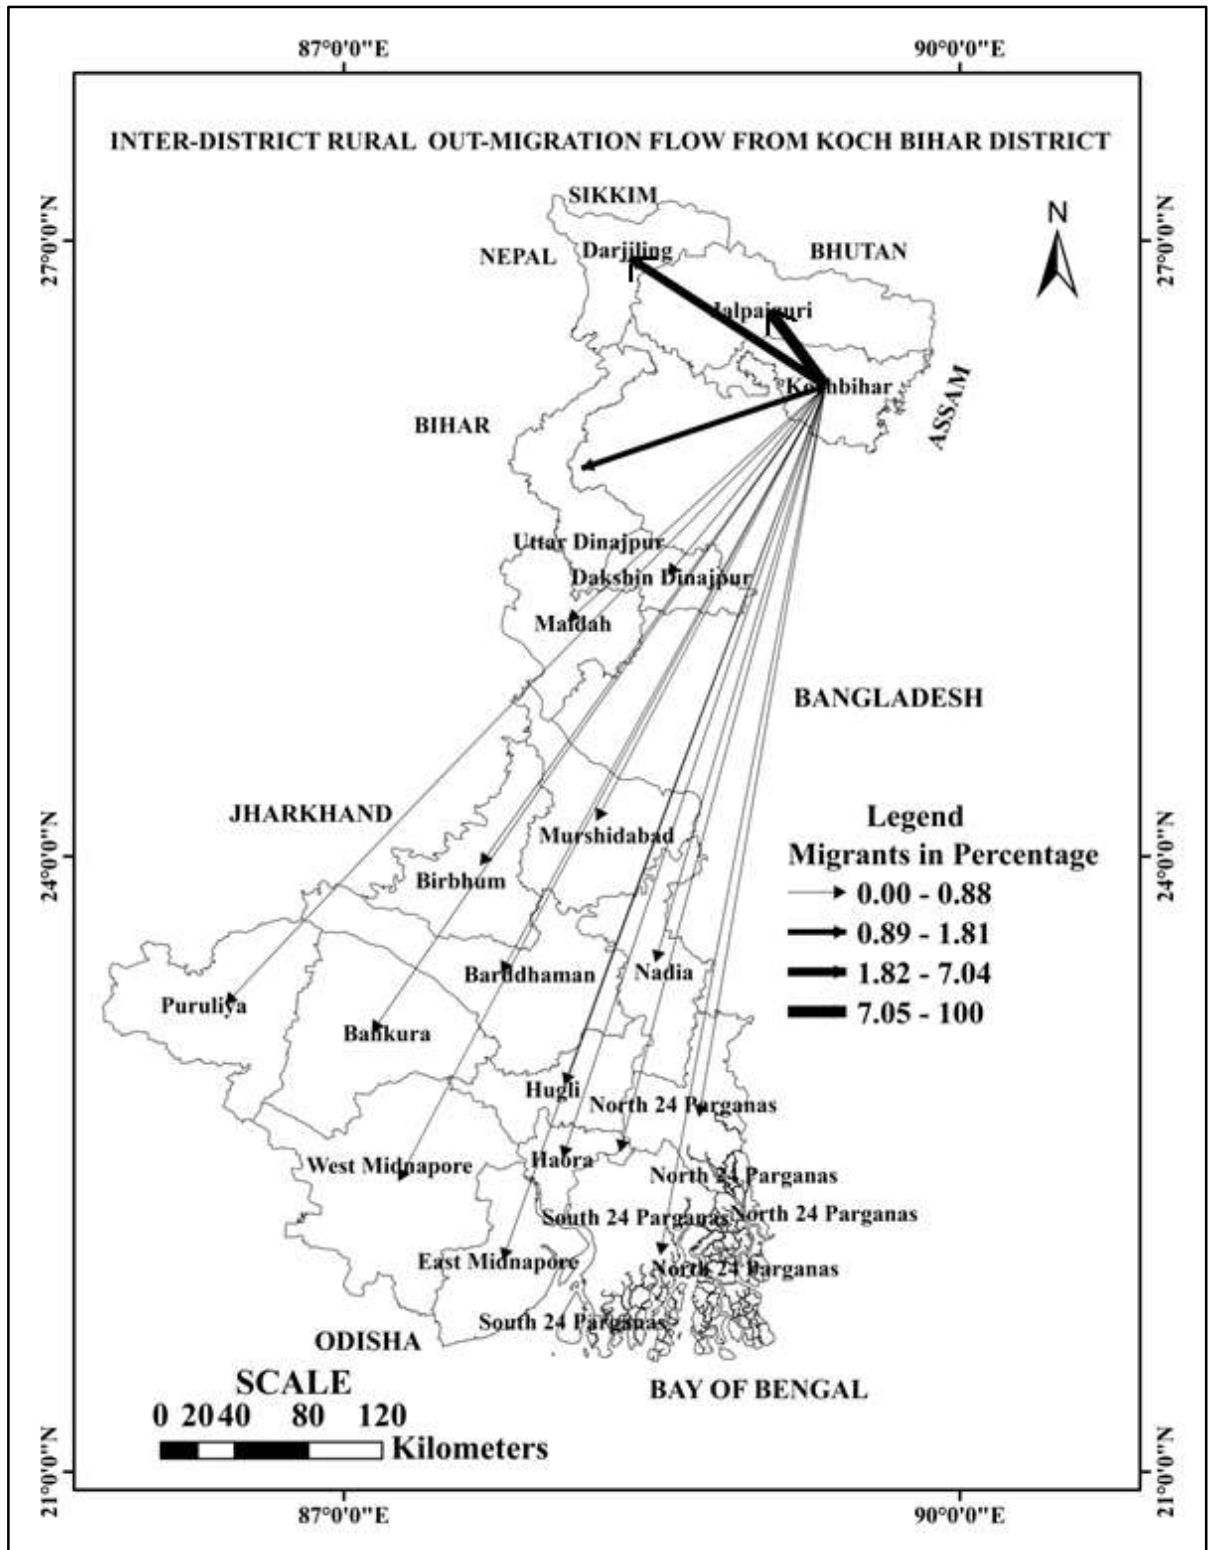 87°0'0"E
90°0'0"E
INTER-DISTRICT RURAL OUT-MIGRATION FLOW FROM KOCH BIHAR DISTRICT
SIKKIM
N
27°0'0"N
27°0'0"N
NEPAL
Darjiling
BHUTAN
Jalpaiguri
Kochbihar
ASSAM
BIHAR
Uttar Dinajpur
Dakshin Dinajpur
Maldah
BANGLADESH
JHARKHAND
Murshidabad
Birbhum
24°0'0"N
24°0'0"N
Legend
Migrants in Percentage
0.00 - 0.88
0.89 - 1.81
1.82 - 7.04
7.05 - 100
Barddhaman
Nadia
Puruliya
Bankura
Hugli
North 24 Parganas
Haora
West Midnapore
North 24 Parganas
South 24 Parganas
North 24 Parganas
East Midnapore
North 24 Parganas
South 24 Parganas
ODISHA
BAY OF BENGAL
SCALE
0 20 40 80 120
Kilometers
21°0'0"N
21°0'0"N
87°0'0"E
90°0'0"E